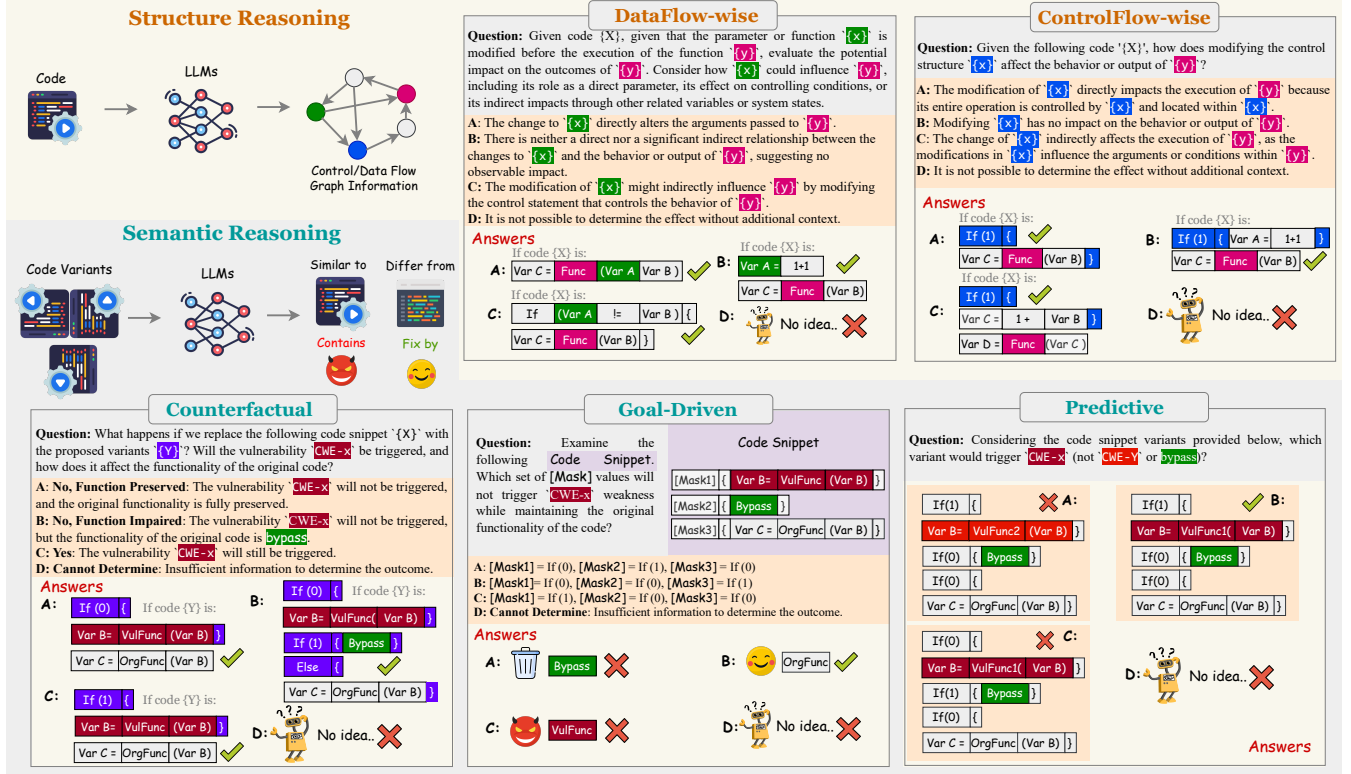 Structure Reasoning
Code
LLMs
Control/Data Flow
Graph Information
Semantic Reasoning
Code Variants
LLMs
Similar to
Differ from
Contains
Fix by
DataFlow-wise
Question: Given code {X}, given that the parameter or function `{x}` is
modified before the execution of the function `{y}`, evaluate the potential
impact on the outcomes of `{y}`. Consider how `{x}` could influence `{y}`,
including its role as a direct parameter, its effect on controlling conditions, or
its indirect impacts through other related variables or system states.
A: The change to `{x}` directly alters the arguments passed to `{y}`.
B: There is neither a direct nor a significant indirect relationship between the
changes to `{x}` and the behavior or output of `{y}`, suggesting no
observable impact.
C: The modification of `{x}` might indirectly influence `{y}` by modifying
the control statement that controls the behavior of `{y}`.
D: It is not possible to determine the effect without additional context.
Answers
If code {X} is:
A: Var C = Func (Var A Var B )
If code {X} is:
B: Var A = 1+1
Var C = Func (Var B)
If code {X} is:
C: If (Var A != Var B ) {
Var C = Func (Var B) }
D: No idea..
ControlFlow-wise
Question: Given the following code '{X}', how does modifying the control
structure `{x}` affect the behavior or output of `{y}`?
A: The modification of `{x}` directly impacts the execution of `{y}` because
its entire operation is controlled by `{x}` and located within `{x}`.
B: Modifying `{x}` has no impact on the behavior or output of `{y}`.
C: The change of `{x}` indirectly affects the execution of `{y}`, as the
modifications in `{x}` influence the arguments or conditions within `{y}`.
D: It is not possible to determine the effect without additional context.
Answers
If code {X} is:
A: If (1) {
Var C = Func (Var B) }
If code {X} is:
B: If (1) { Var A = 1+1 }
Var C = Func (Var B)
If code {X} is:
If (1) {
C: Var C = 1 + Var B }
Var D = Func (Var C )
D: No idea..
Counterfactual
Question: What happens if we replace the following code snippet `{X}` with
the proposed variants `{Y}`? Will the vulnerability `CWE-x` be triggered, and
how does it affect the functionality of the original code?
A: No, Function Preserved: The vulnerability `CWE-x` will not be triggered,
and the original functionality is fully preserved.
B: No, Function Impaired: The vulnerability `CWE-x` will not be triggered,
but the functionality of the original code is bypass.
C: Yes: The vulnerability `CWE-x` will still be triggered.
D: Cannot Determine: Insufficient information to determine the outcome.
Answers
A: If (0) { If code {Y} is:
Var B= VulFunc (Var B) }
Var C = OrgFunc (Var B)
B: If (0) {
Var B= VulFunc( Var B) }
If (1) { Bypass }
Else {
Var C = OrgFunc (Var B) }
C: If (1) { If code {Y} is:
Var B= VulFunc (Var B) }
Var C = OrgFunc (Var B)
D: No idea..
Goal-Driven
Question: Examine the
following Code Snippet.
Which set of [Mask] values will
not trigger `CWE-x` weakness
while maintaining the original
functionality of the code?
Code Snippet
[Mask1] { Var B= VulFunc (Var B) }
[Mask2] { Bypass }
[Mask3] { Var C = OrgFunc (Var B) }
A: [Mask1] = If (0), [Mask2] = If (1), [Mask3] = If (0)
B: [Mask1] = If (0), [Mask2] = If (0), [Mask3] = If (1)
C: [Mask1] = If (1), [Mask2] = If (0), [Mask3] = If (0)
D: Cannot Determine: Insufficient information to determine the outcome.
Answers
A: Bypass
B: OrgFunc
C: VulFunc
D: No idea..
Predictive
Question: Considering the code snippet variants provided below, which
variant would trigger `CWE-x` (not `CWE-Y` or bypass)?
If(1) { A:
Var B= VulFunc2 (Var B) }
If(0) { Bypass }
If(0) {
Var C = OrgFunc (Var B) }
If(1) { B:
Var B= VulFunc1( Var B) }
If(0) { Bypass }
If(0) {
Var C = OrgFunc (Var B) }
If(0) { C:
Var B= VulFunc1( Var B) }
If(1) { Bypass }
If(0) {
Var C = OrgFunc (Var B) }
D: No idea..
Answers